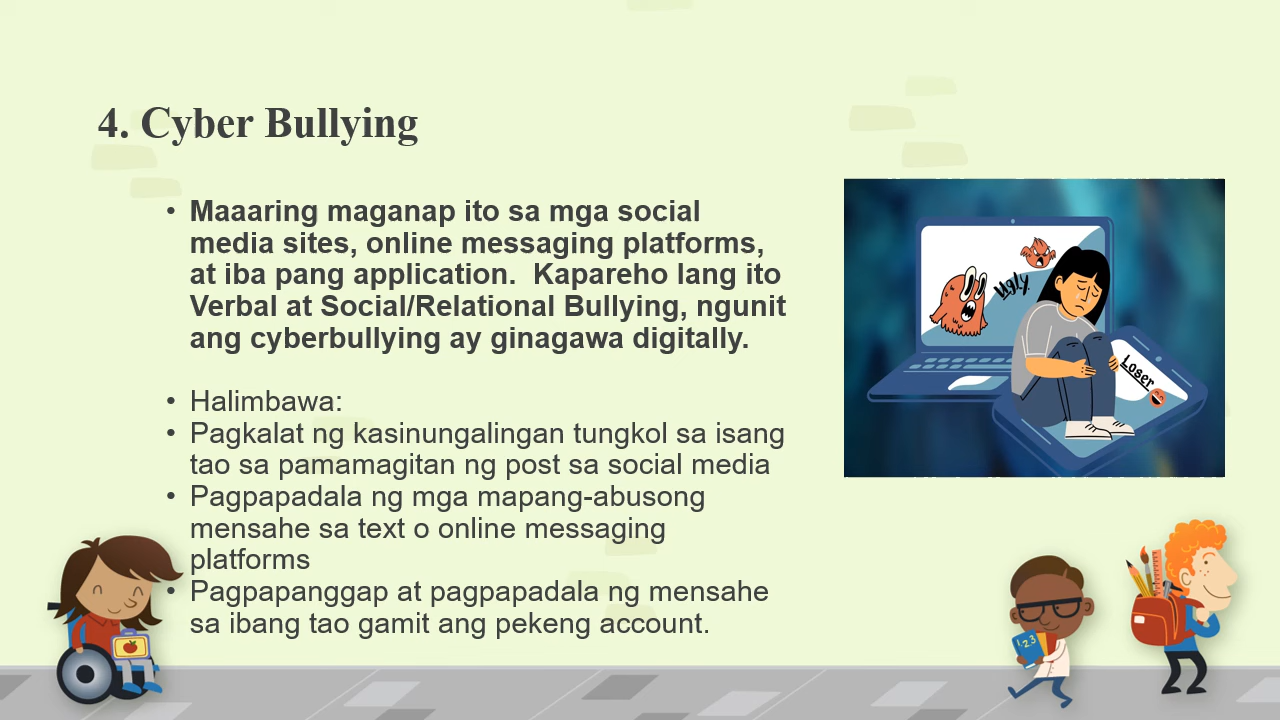 4. Cyber Bullying
• Maaaring maganap ito sa mga social
media sites, online messaging platforms,
at iba pang application.  Kapareho lang ito
Verbal at Social/Relational Bullying, ngunit
ang cyberbullying ay ginagawa digitally.
• Halimbawa:
• Pagkalat ng kasinungalingan tungkol sa isang
tao sa pamamagitan ng post sa social media
• Pagpapadala ng mga mapang-abusong
mensahe sa text o online messaging
platforms
• Pagpapanggap at pagpapadala ng mensahe
sa ibang tao gamit ang pekeng account.
Ugly
Loser
1 2 3